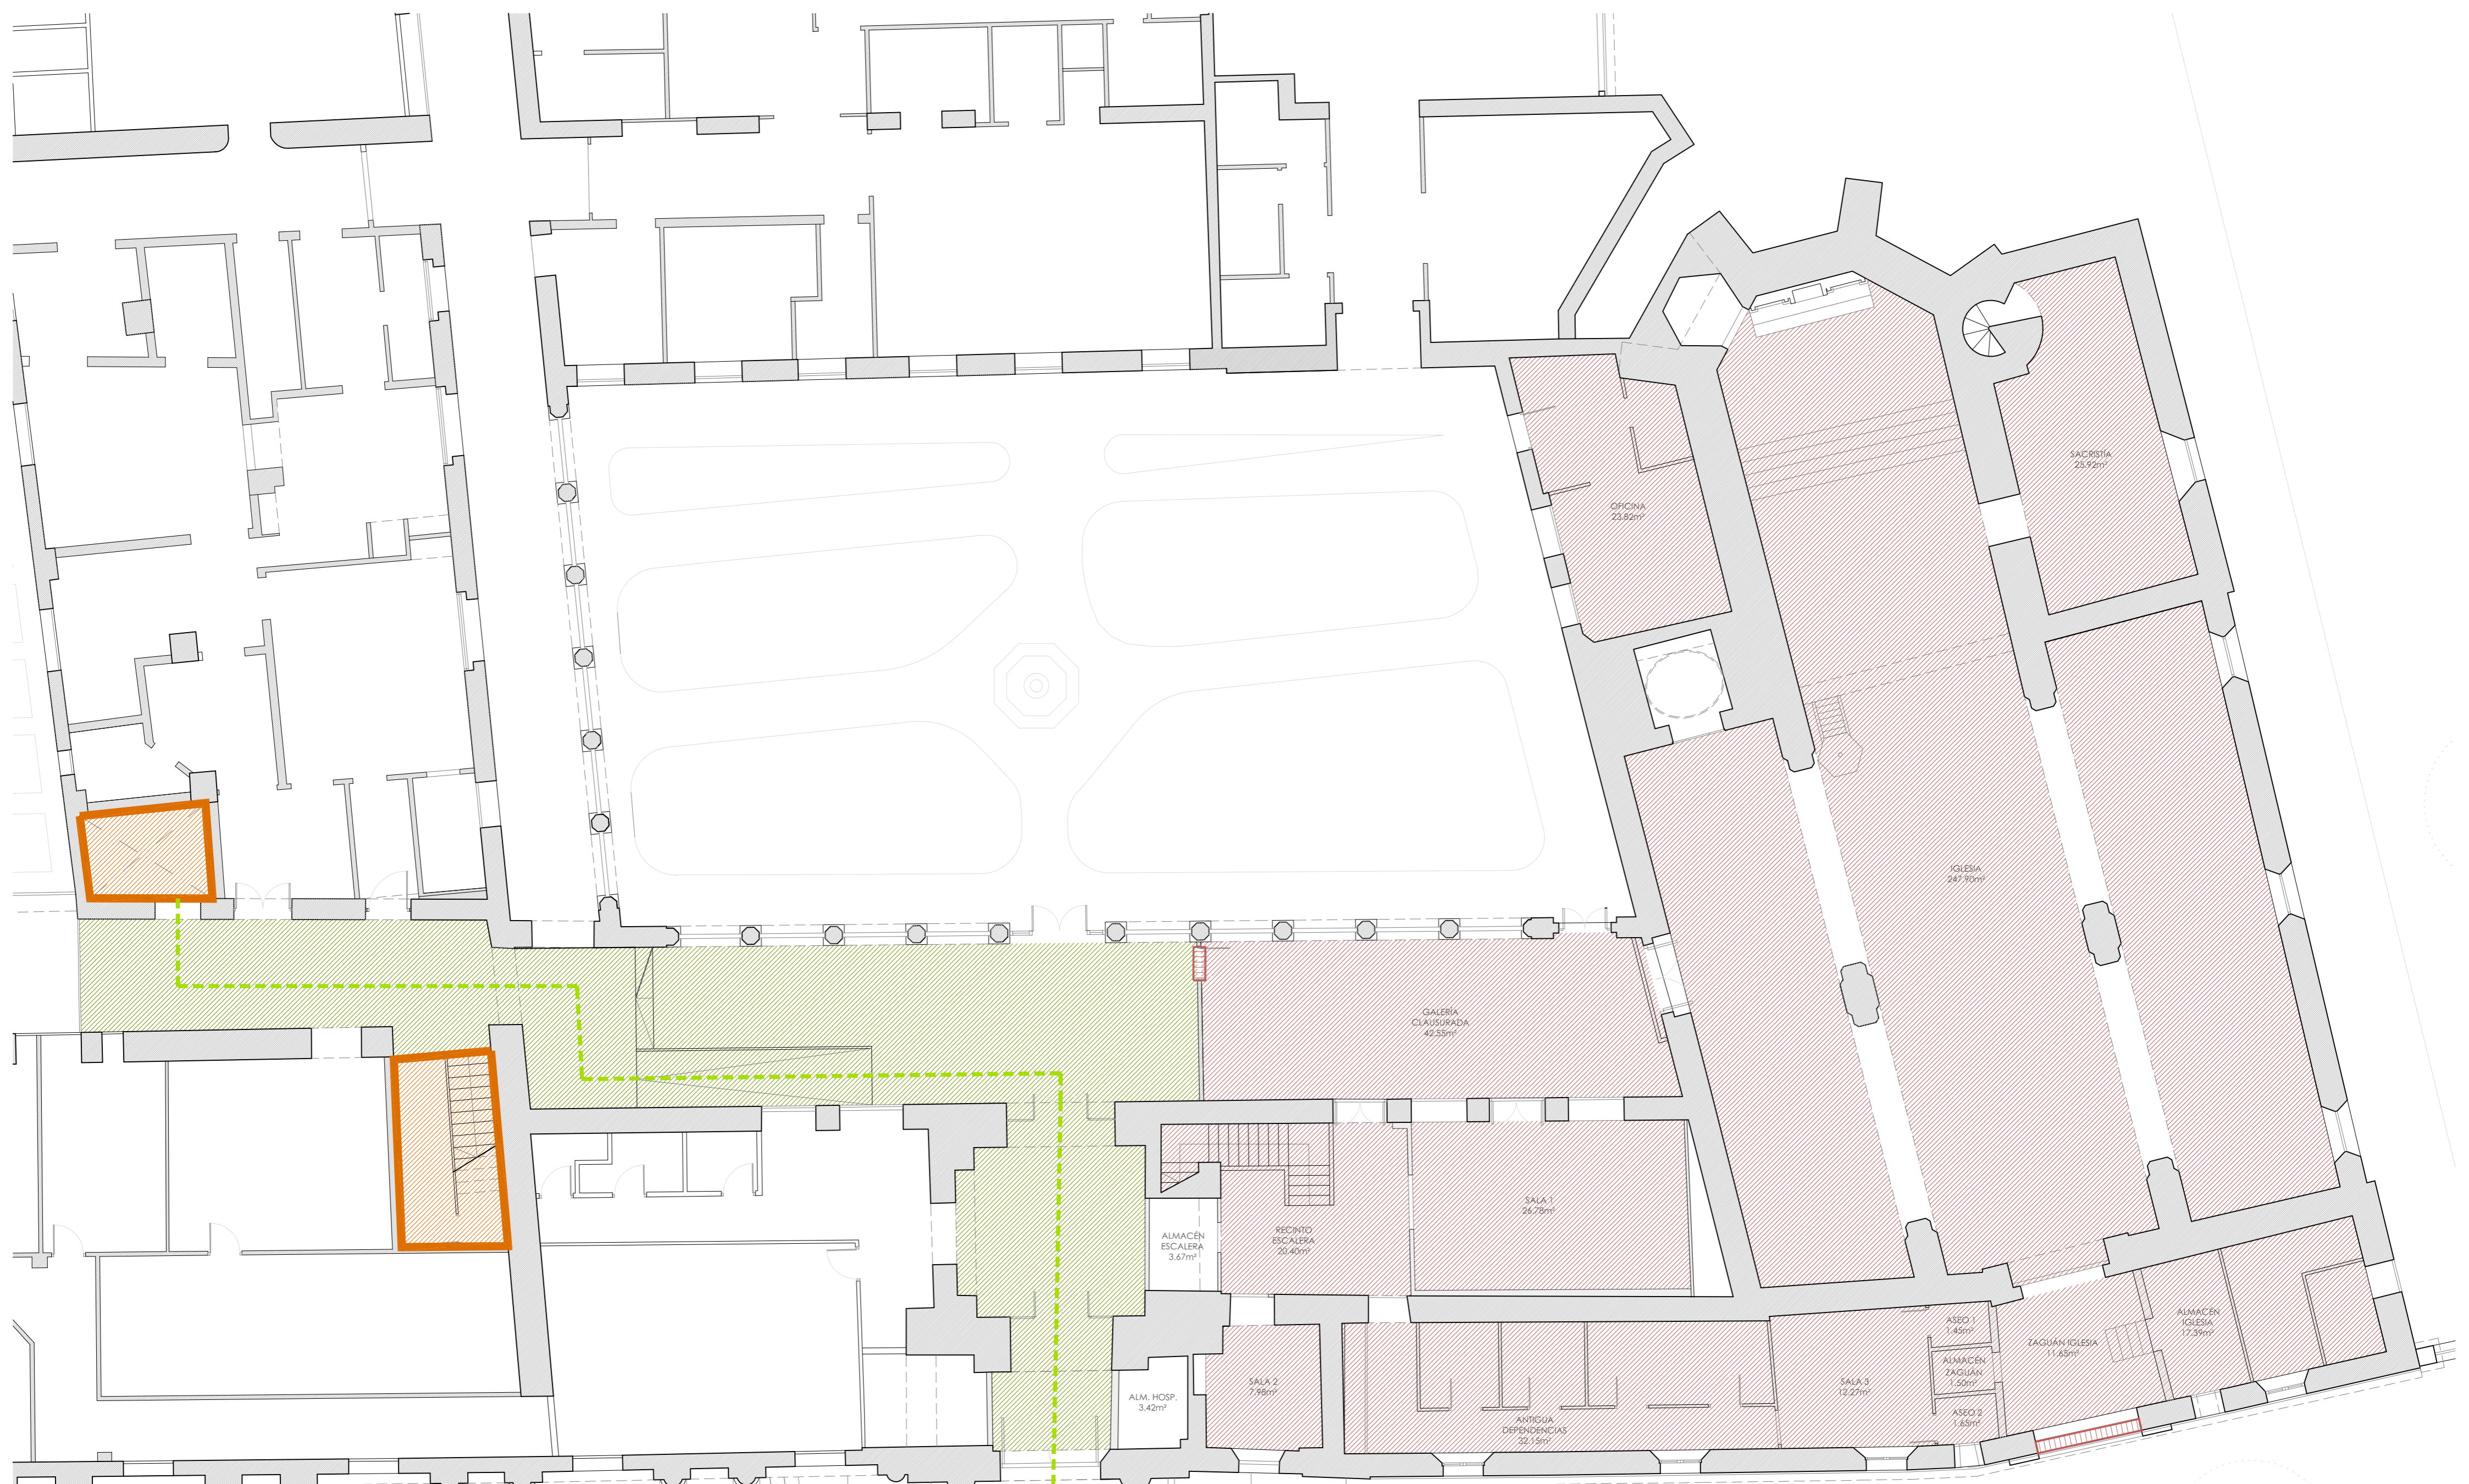 SACRISTÍA
25.92m²
OFICINA
23.82m²
IGLESIA
247.90m²
GALERÍA
CLAUSURADA
42.55m²
SALA 1
26.78m²
RECINTO
ESCALERA
20.40m²
ALMACÉN
ESCALERA
3.67m²
ALMACÉN
IGLESIA
17.39m²
ASEO 1
1.45m²
ZAGUÁN IGLESIA
11.65m²
ALMACÉN
ZAGUÁN
1.50m²
SALA 2
7.98m²
SALA 3
12.27m²
ALM. HOSP.
3.42m²
ASEO 2
1.65m²
ANTIGUA
DEPENDENCIAS
32.15m²